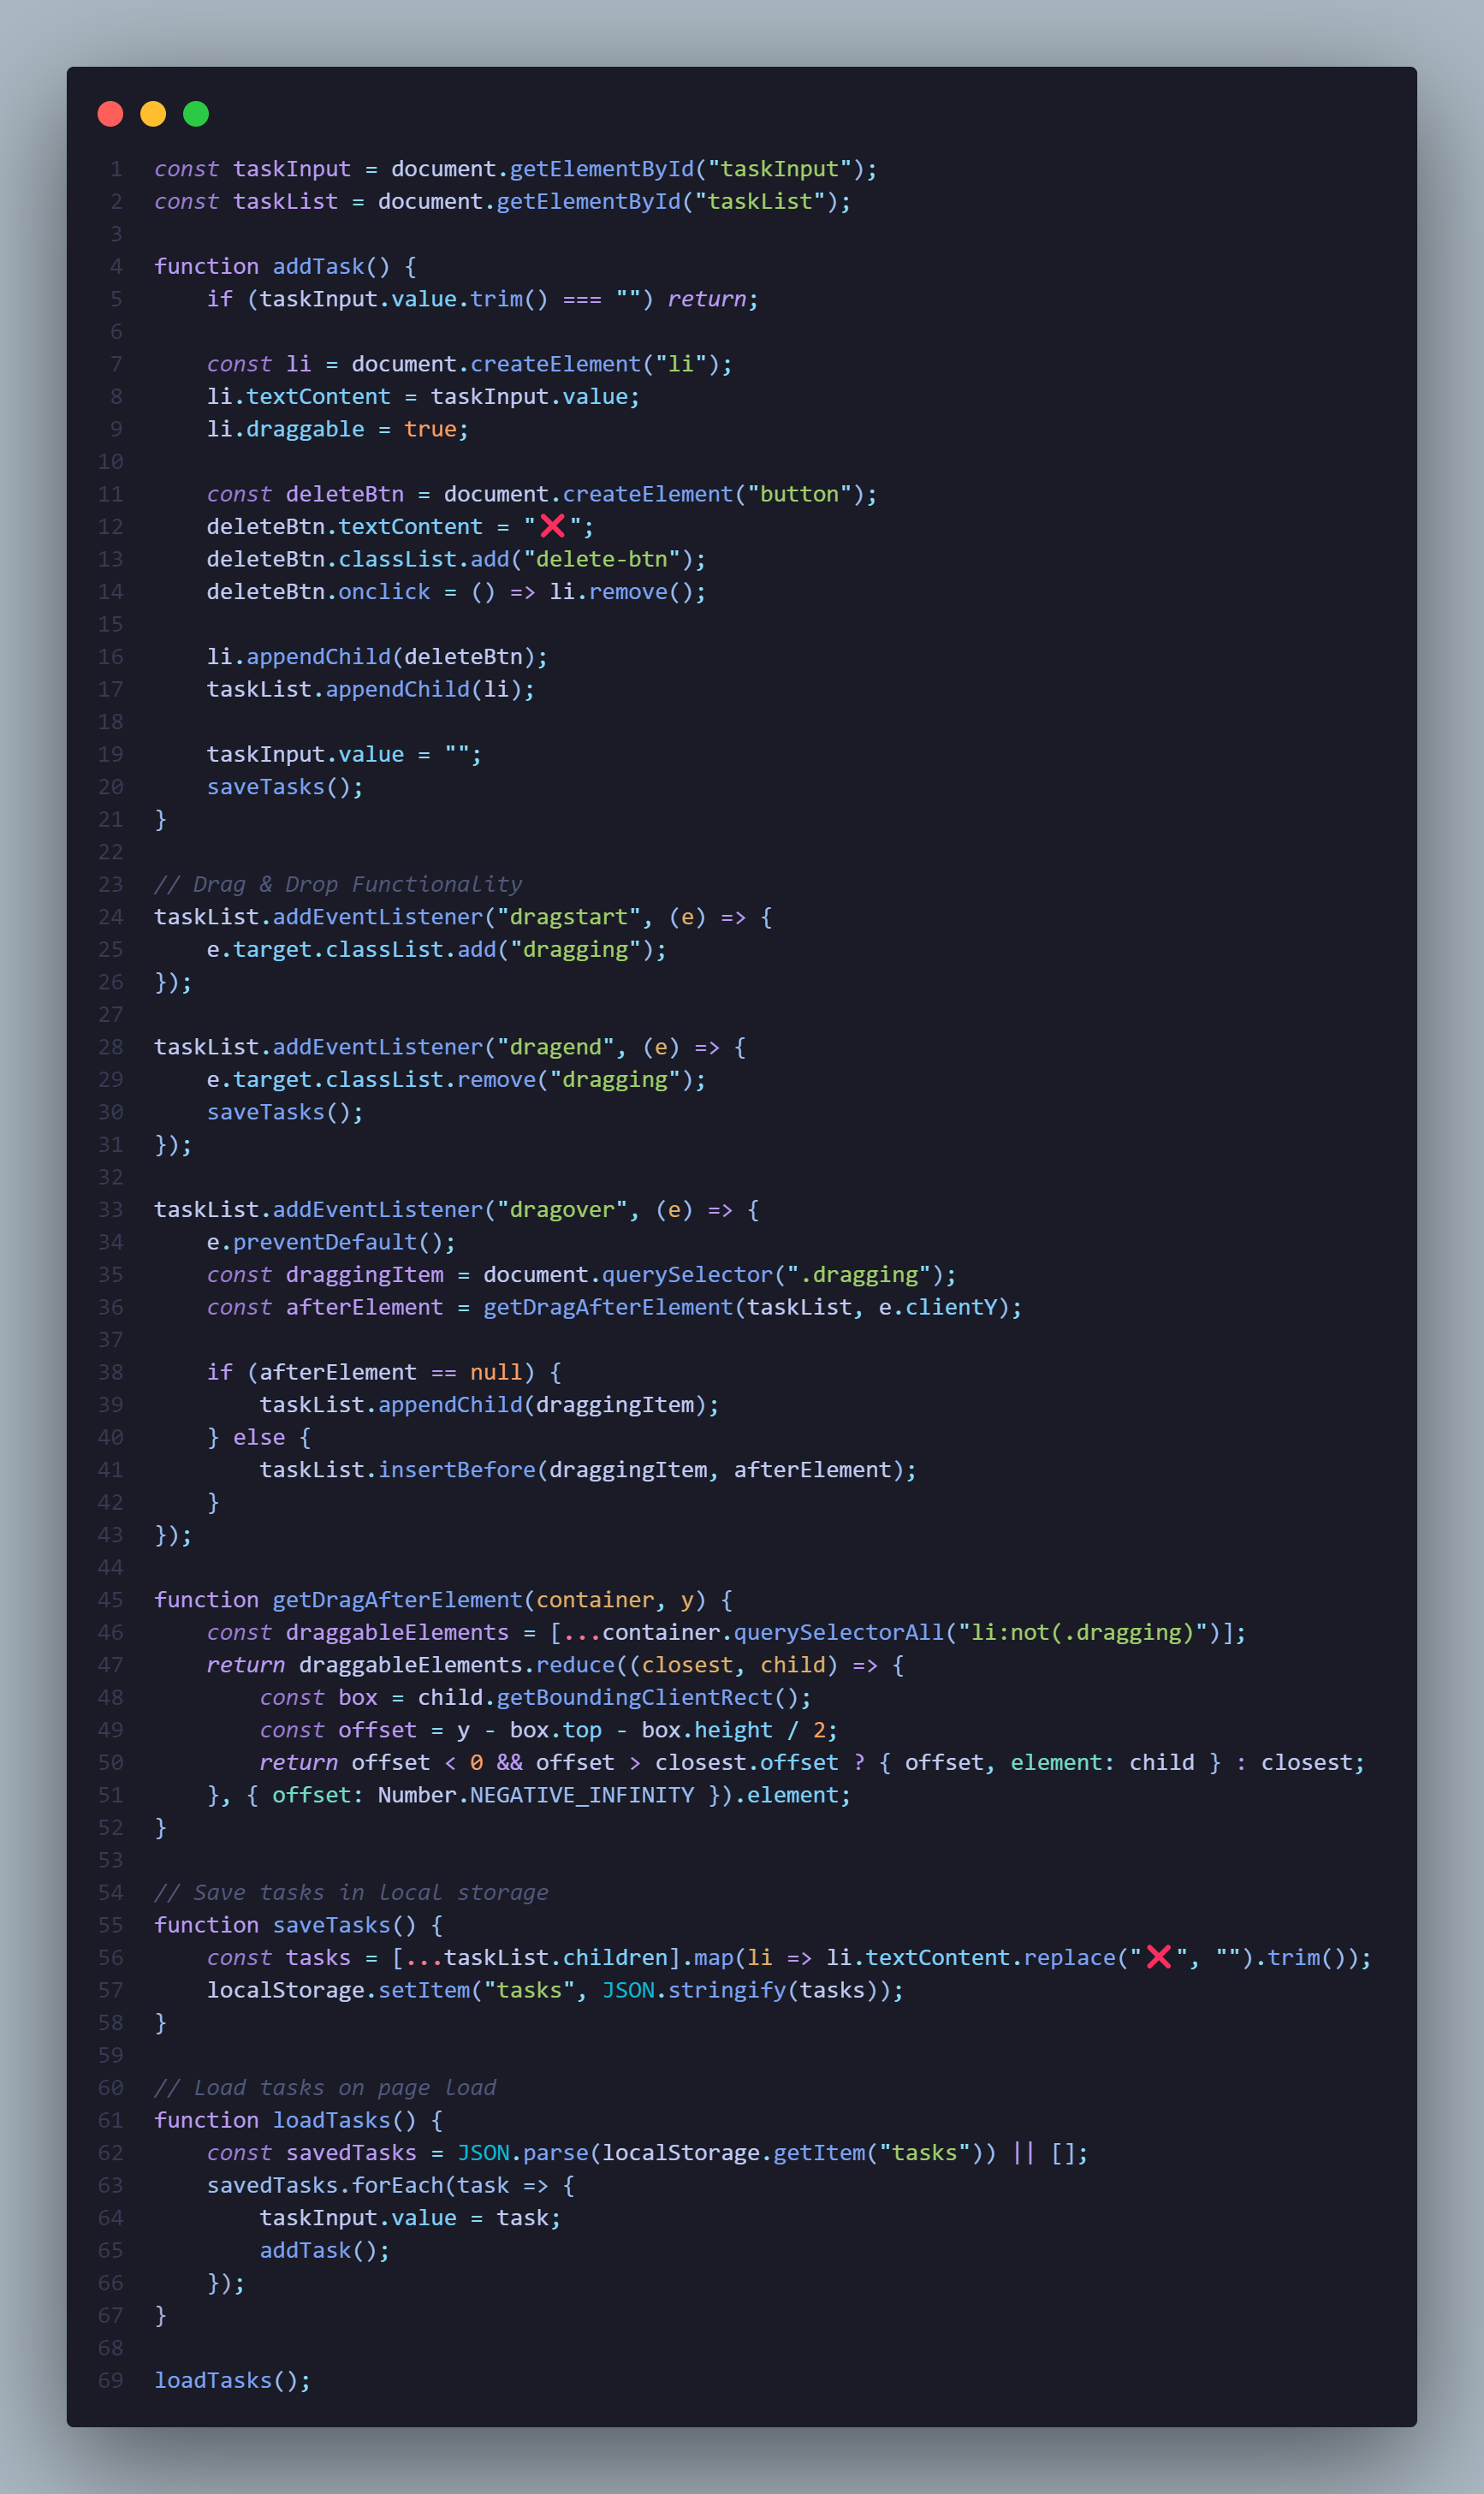 1 const taskInput = document.getElementById("taskInput");
2 const taskList = document.getElementById("taskList");
3
4 function addTask() {
5     if (taskInput.value.trim() === "") return;
6
7     const li = document.createElement("li");
8     li.textContent = taskInput.value;
9     li.draggable = true;
10
11     const deleteBtn = document.createElement("button");
12     deleteBtn.textContent = "❌";
13     deleteBtn.classList.add("delete-btn");
14     deleteBtn.onclick = () => li.remove();
15
16     li.appendChild(deleteBtn);
17     taskList.appendChild(li);
18
19     taskInput.value = "";
20     saveTasks();
21 }
22
23 // Drag & Drop Functionality
24 taskList.addEventListener("dragstart", (e) => {
25     e.target.classList.add("dragging");
26 });
27
28 taskList.addEventListener("dragend", (e) => {
29     e.target.classList.remove("dragging");
30     saveTasks();
31 });
32
33 taskList.addEventListener("dragover", (e) => {
34     e.preventDefault();
35     const draggingItem = document.querySelector(".dragging");
36     const afterElement = getDragAfterElement(taskList, e.clientY);
37
38     if (afterElement == null) {
39         taskList.appendChild(draggingItem);
40     } else {
41         taskList.insertBefore(draggingItem, afterElement);
42     }
43 });
44
45 function getDragAfterElement(container, y) {
46     const draggableElements = [...container.querySelectorAll("li:not(.dragging)")];
47     return draggableElements.reduce((closest, child) => {
48         const box = child.getBoundingClientRect();
49         const offset = y - box.top - box.height / 2;
50         return offset < 0 && offset > closest.offset ? { offset, element: child } : closest;
51     }, { offset: Number.NEGATIVE_INFINITY }).element;
52 }
53
54 // Save tasks in local storage
55 function saveTasks() {
56     const tasks = [...taskList.children].map(li => li.textContent.replace("❌", "").trim());
57     localStorage.setItem("tasks", JSON.stringify(tasks));
58 }
59
60 // Load tasks on page load
61 function loadTasks() {
62     const savedTasks = JSON.parse(localStorage.getItem("tasks")) || [];
63     savedTasks.forEach(task => {
64         taskInput.value = task;
65         addTask();
66     });
67 }
68
69 loadTasks();